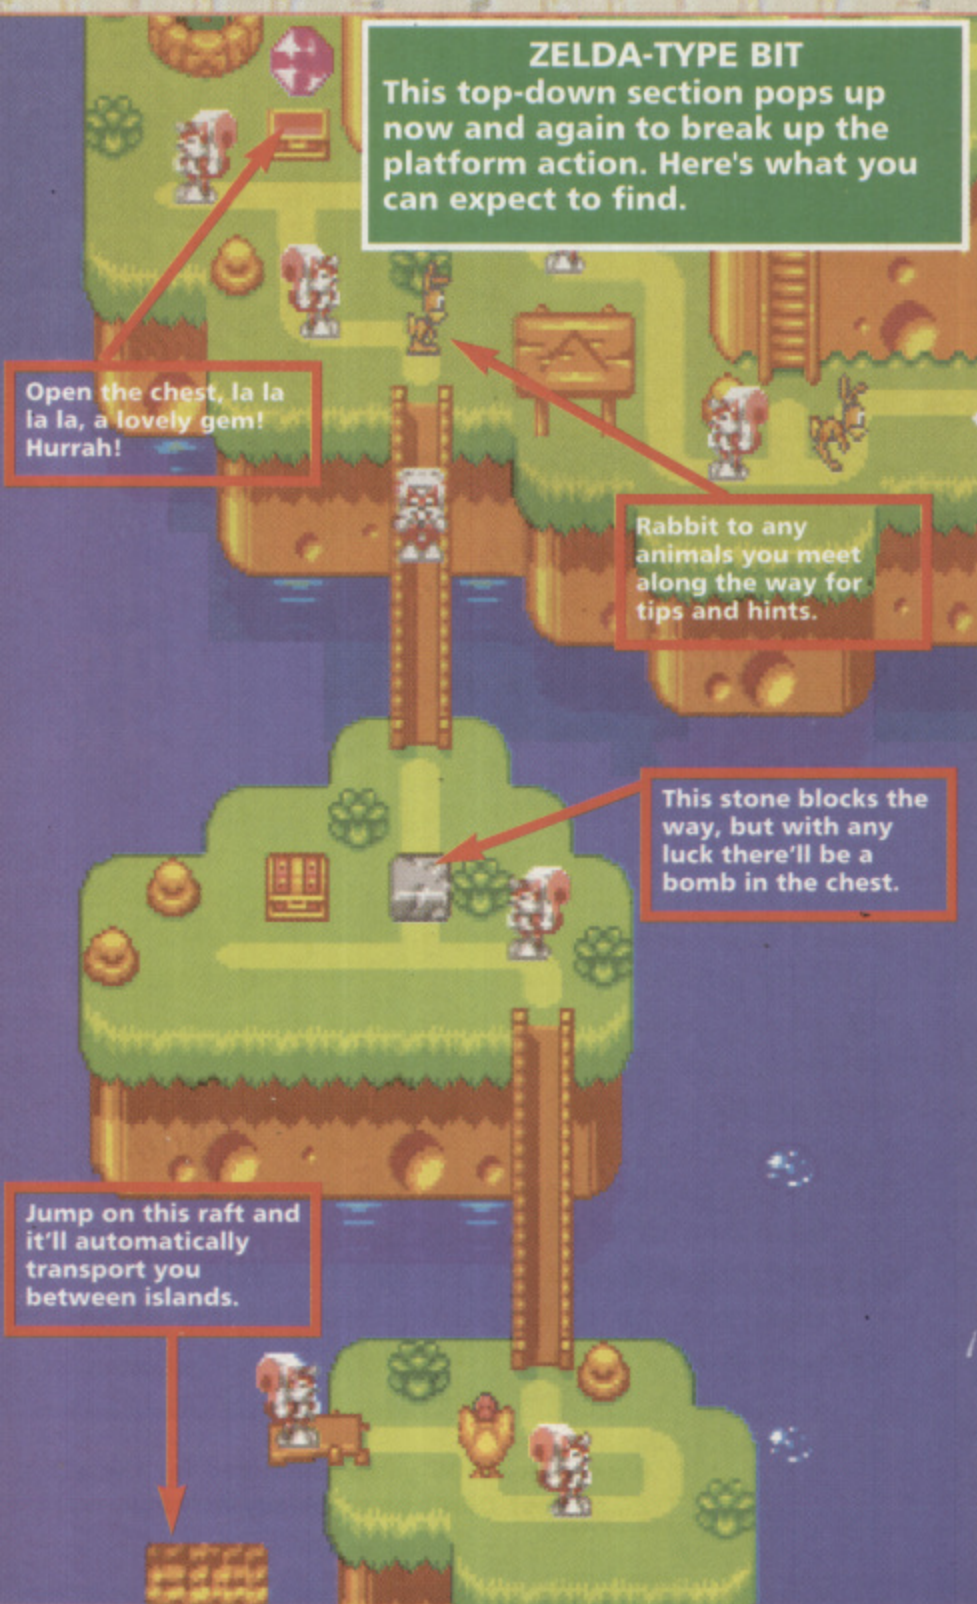 ZELDA-TYPE BIT
This top-down section pops up
now and again to break up the
platform action. Here's what you
can expect to find.
Open the chest, la la
la la, a lovely gem!
Hurrah!
Rabbit to any
animals you meet
along the way for
tips and hints.
This stone blocks the
way, but with any
luck there'll be a
bomb in the chest.
Jump on this raft and
it'll automatically
transport you
between islands.